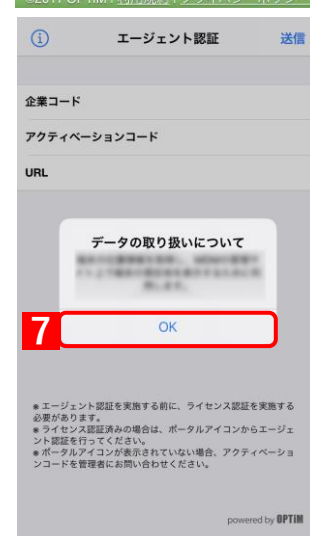 エージェント認証
送信
企業コード
アクティベーションコード
URL
データの取り扱いについて
7
OK
※エージェント認証を実施する前に、ライセンス認証を実施する
必要があります。
※ライセンス認証済みの場合は、ポータルアイコンからエージェ
ント認証を行ってください。
※ポータルアイコンが表示されていない場合、アクティベーショ
ンコードを管理者にお問い合わせください。
powered by OPTiM